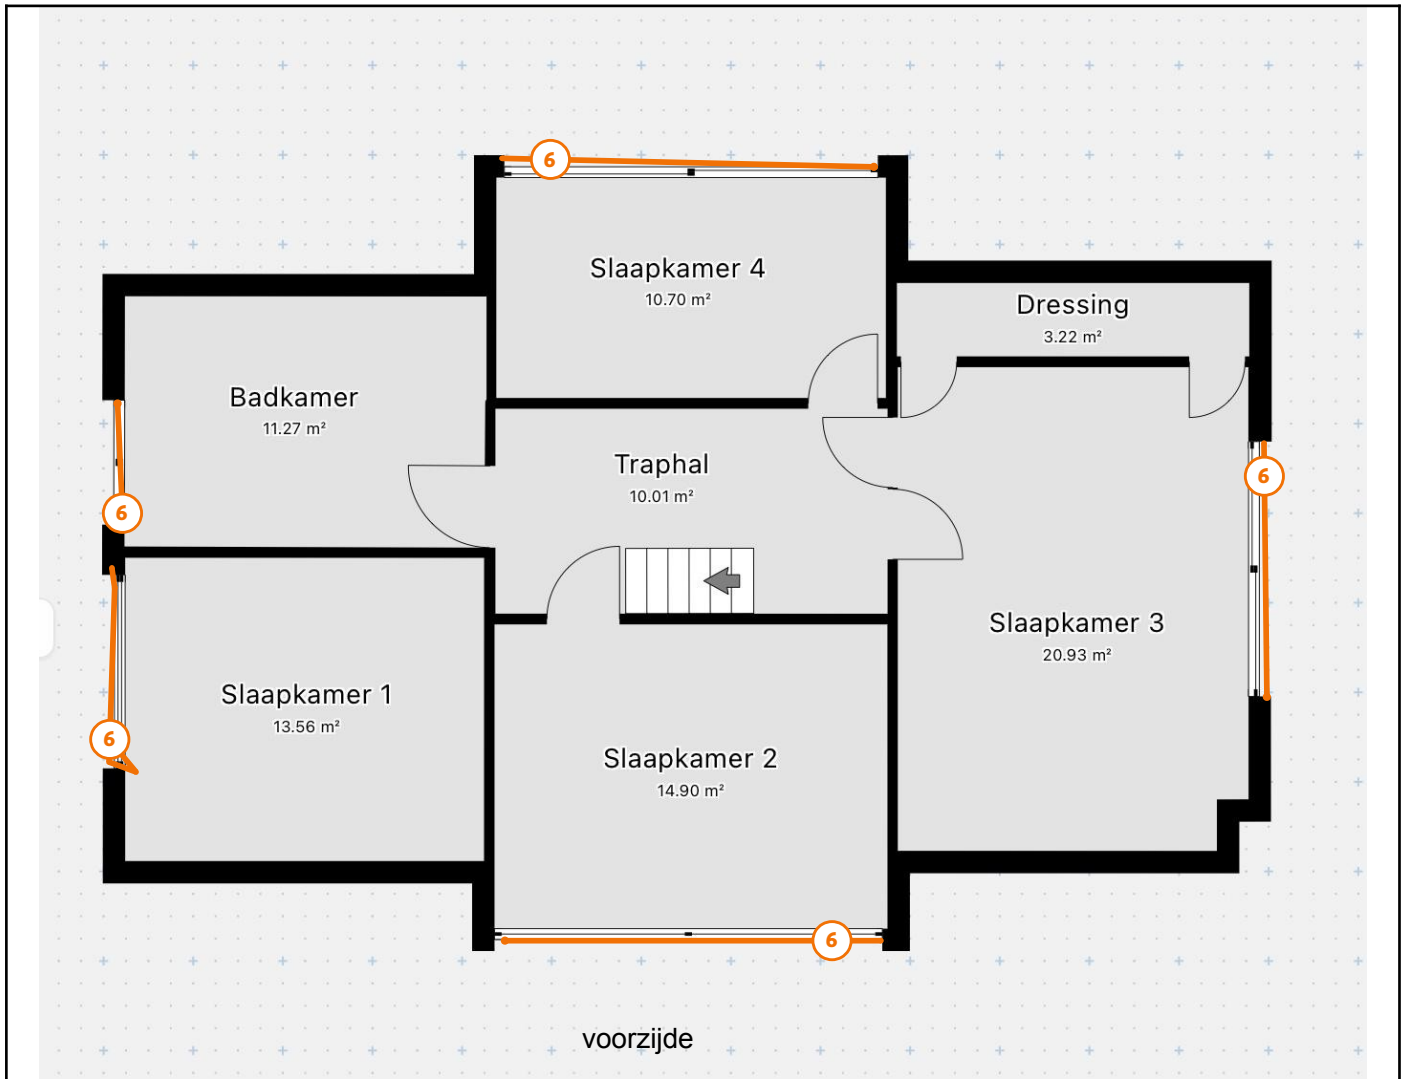 6
Slaapkamer 4
10.70 m²
Dressing
3.22 m²
Badkamer
11.27 m²
Traphal
10.01 m²
6
6
Slaapkamer 3
20.93 m²
Slaapkamer 1
13.56 m²
6
Slaapkamer 2
14.90 m²
6
voorzijde